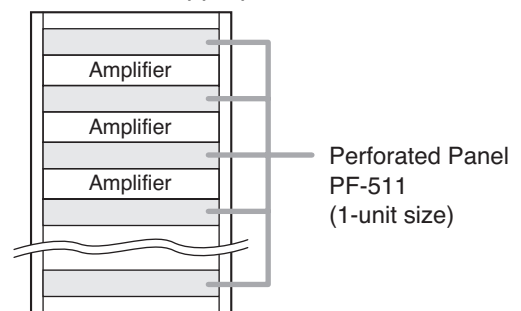 Amplifier
Amplifier
Amplifier
Perforated Panel
PF-511
(1-unit size)